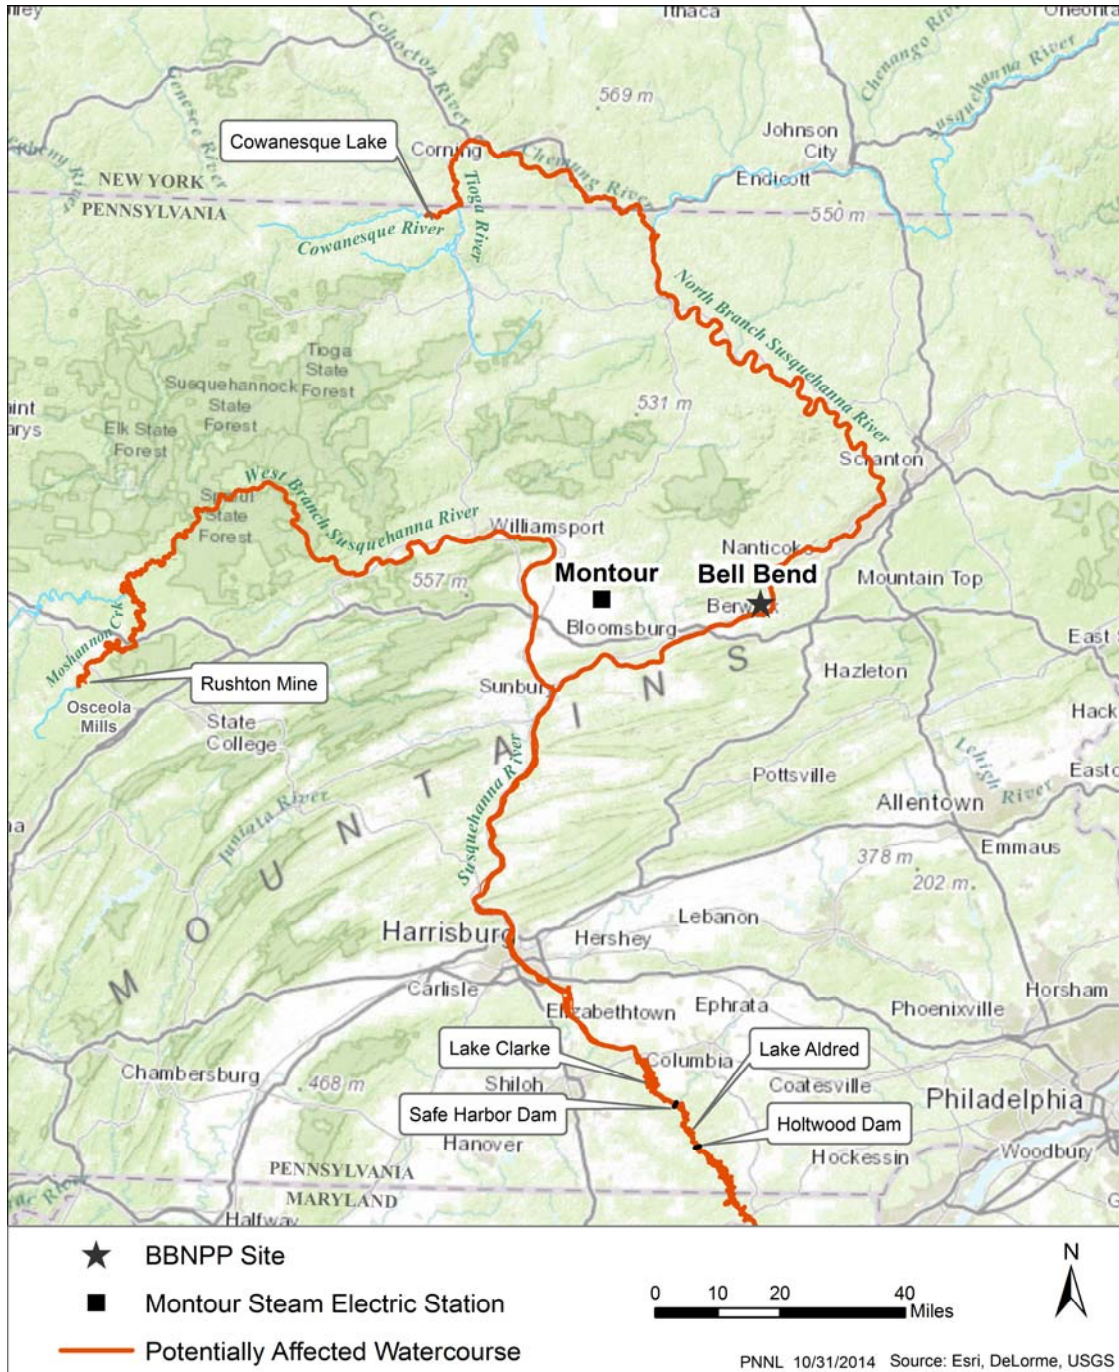 Ithaca
Oneonta
Cohocton River
Genesee River
Chenango River
Susquehanna River
569 m
Cowanesque Lake
Corning
Johnson
City
Endicott
Chemung River
Tioga River
NEW YORK
PENNSYLVANIA
550 m
Cowanesque River
North Branch Susquehanna River
Tioga
State
Forest
Susquehannock
State
Forest
Elk State
Forest
531 m
Scranton
West Branch Susquehanna River
State
Forest
Williamsport
Nanticoke
557 m
Montour
Bell Bend
Mountain Top
Berwick
Bloomsburg
Moshannon Crk
Rushton Mine
Osceola
Mills
State
College
Sunbury
Hazleton
East
Hack
MOUNTAINS
Susquehanna River
Juniata River
Pottsville
Lehigh River
Easto
Allentown
Emmaus
378 m
202 m
Harrisburg
Hershey
Lebanon
Carlisle
Elizabethtown
Ephrata
Phoenixville
Horsham
Lake Clarke
Columbia
Lake Aldred
Chambersburg
468 m
Shiloh
Coatesville
Safe Harbor Dam
Philadelphia
Hanover
Holtwood Dam
Hockessin
Woodbury
PENNSYLVANIA
MARYLAND
Halfway
BBNPP Site
Montour Steam Electric Station
Potentially Affected Watercourse
0 10 20 40
Miles
N
PNNL 10/31/2014 Source: Esri, DeLorme, USGS